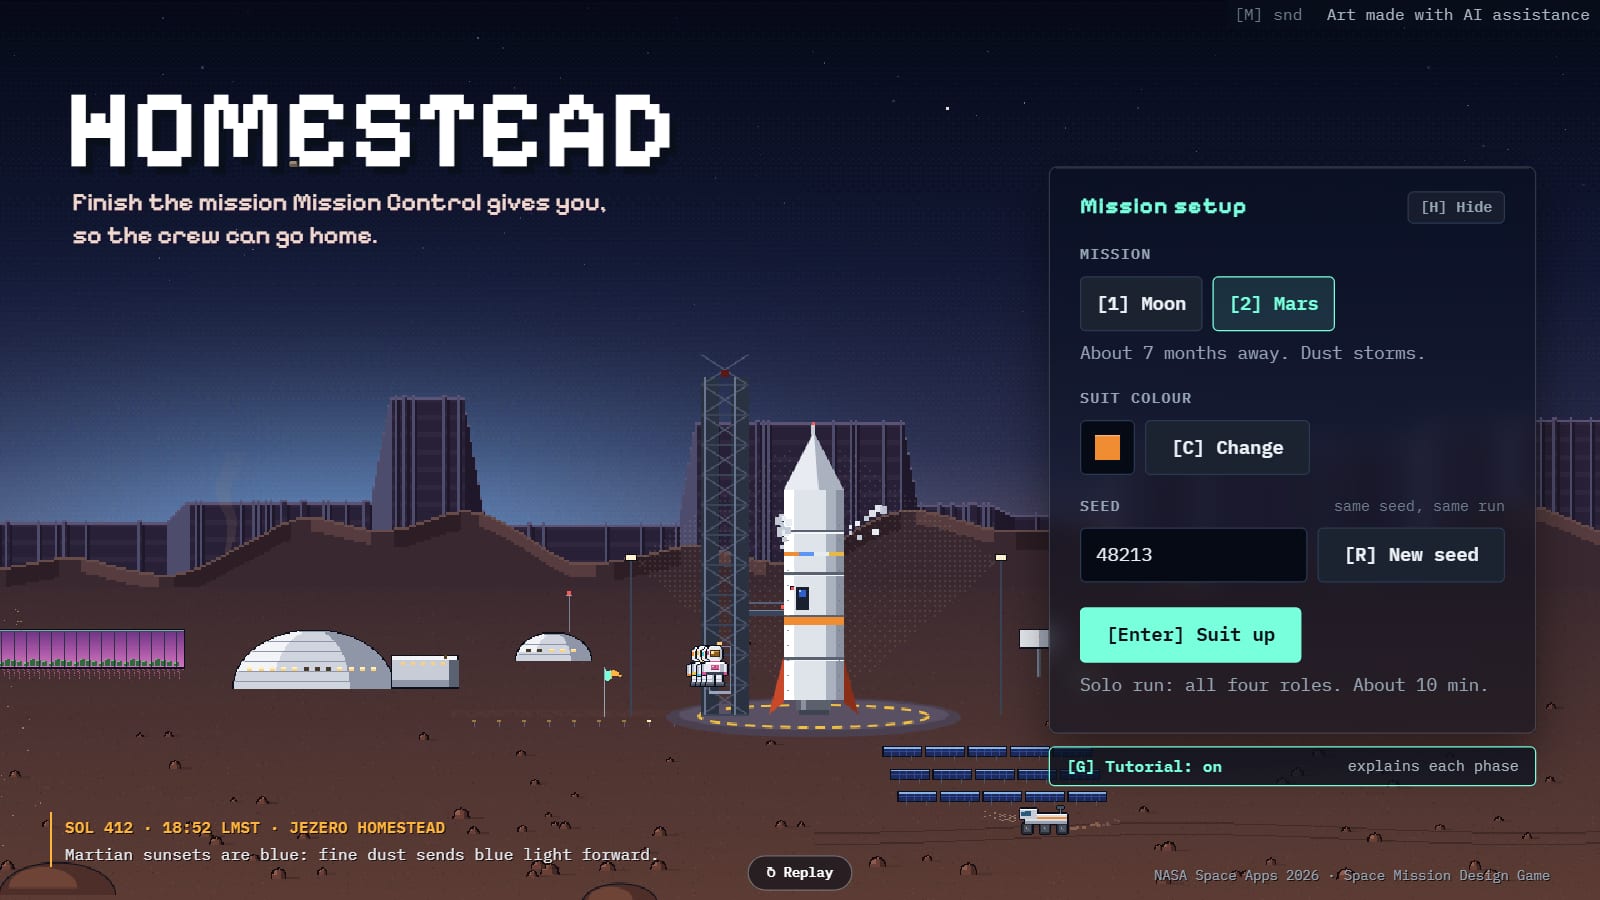 [M] snd Art made with AI assistance
HOMESTEAD
Finish the mission Mission Control gives you,
so the crew can go home.
Mission setup
[H] Hide
MISSION
[1] Moon
[2] Mars
About 7 months away. Dust storms.
SUIT COLOUR
[C] Change
SEED
same seed, same run
48213
[R] New seed
[Enter] Suit up
Solo run: all four roles. About 10 min.
[G] Tutorial: on
explains each phase
SOL 412 · 18:52 LMST · JEZERO HOMESTEAD
Martian sunsets are blue: fine dust sends blue light forward.
Replay
NASA Space Apps 2026 · Space Mission Design Game